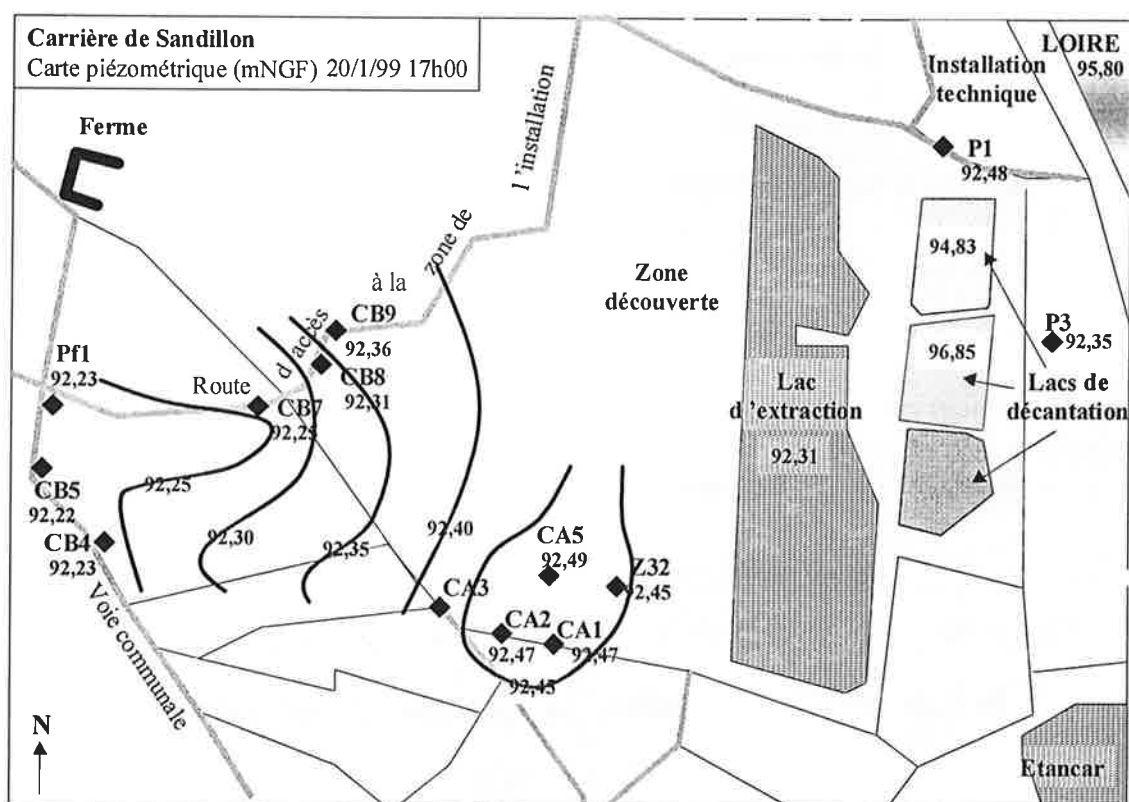 Carrière de Sandillon
Carte piézométrique (mNGF) 20/1/99 17h00
LOIRE
95,80
Installation
technique
Ferme
l 'installation
P1
92,48
zone de
à la
94,83
Zone
découverte
CB9
92,36
d 'accès
P3
92,35
96,85
Pf1
92,23
CB8
92,31
Route
CB7
92,25
Lac
d 'extraction
92,31
Lacs de
décantation
CB5
92,22
92,25
92,30
92,35
92,40
CB4
92,23
CA5
92,49
Z32
92,45
CA3
CA2
92,47
CA1
92,47
92,45
Voie communale
N
Etancar